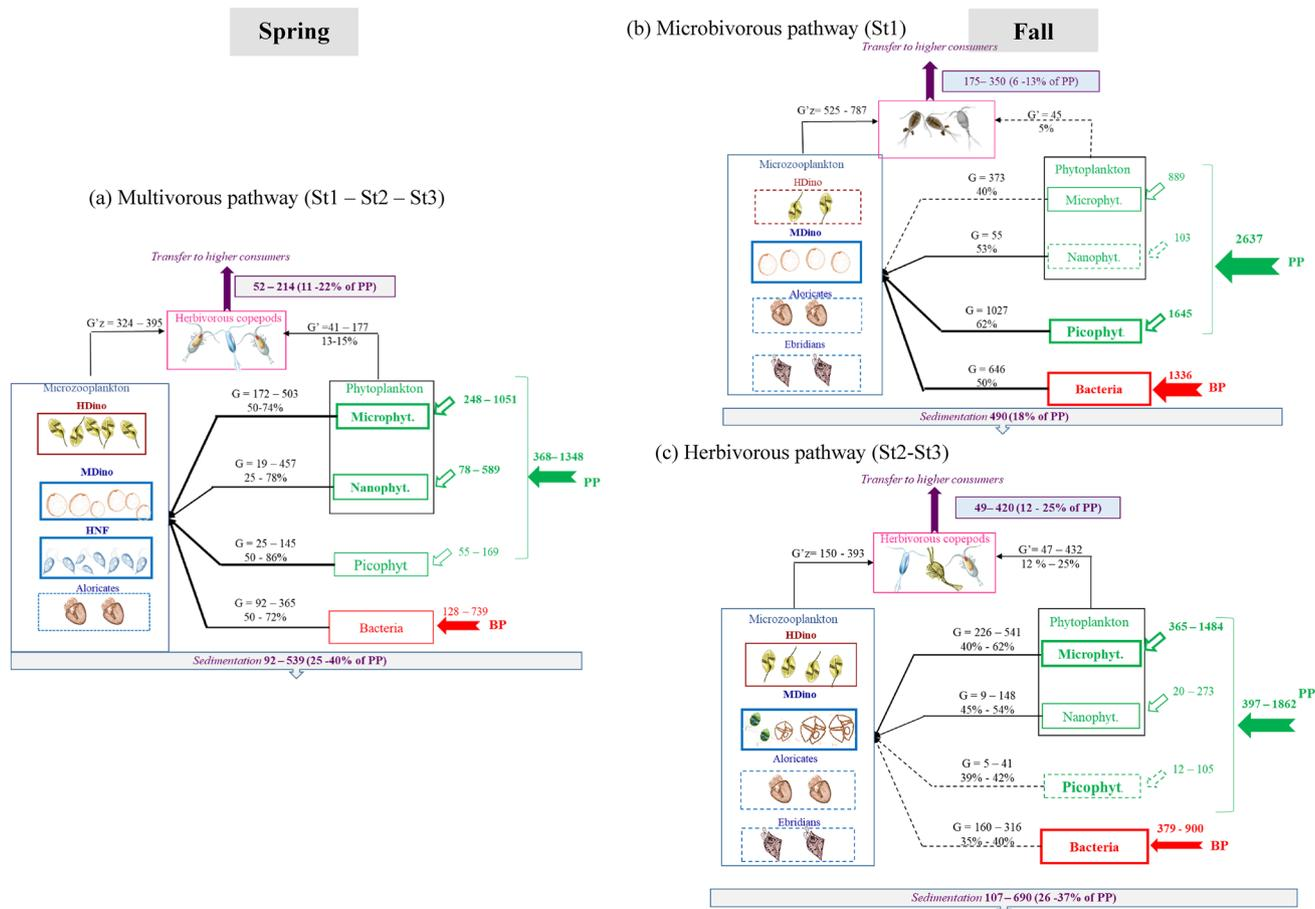 Spring
(a) Multivorous pathway (St1 – St2 – St3)
Transfer to higher consumers
52 – 214 (11 -22% of PP)
G’z = 324 – 395
Herbivorous copepods
G’ =41 – 177
13-15%
Microzooplankton
HDino
MDino
HNF
Aloricates
G = 172 – 503
50-74%
G = 19 – 457
25 - 78%
G = 25 – 145
50 - 86%
G = 92 – 365
50 - 72%
Phytoplankton
Microphyt.
Nanophyt.
Picophyt
Bacteria
248 – 1051
78 – 589
55 – 169
128 – 739
BP
368– 1348
PP
Sedimentation 92 – 539 (25 -40% of PP)
Fall
(b) Microbivorous pathway (St1)
Transfer to higher consumers
175– 350 (6 -13% of PP)
G’z= 525 - 787
G’ = 45
5%
Microzooplankton
HDino
MDino
Aloricates
Ebridians
G = 373
40%
G = 55
53%
G = 1027
62%
G = 646
50%
Phytoplankton
Microphyt.
Nanophyt.
Picophyt.
Bacteria
889
103
1645
1336
BP
2637
PP
Sedimentation 490 (18% of PP)
(c) Herbivorous pathway (St2-St3)
Transfer to higher consumers
49– 420 (12 - 25% of PP)
G’z= 150 - 393
Herbivorous copepods
G’= 47 – 432
12 % – 25%
Microzooplankton
HDino
MDino
Aloricates
Ebridians
G = 226 – 541
40% - 62%
G = 9 – 148
45% - 54%
G = 5 – 41
39% - 42%
G = 160 – 316
35% - 40%
Phytoplankton
Microphyt.
Nanophyt.
Picophyt.
Bacteria
365 – 1484
20 – 273
12 – 105
379 - 900
BP
397 – 1862
PP
Sedimentation 107– 690 (26 -37% of PP)